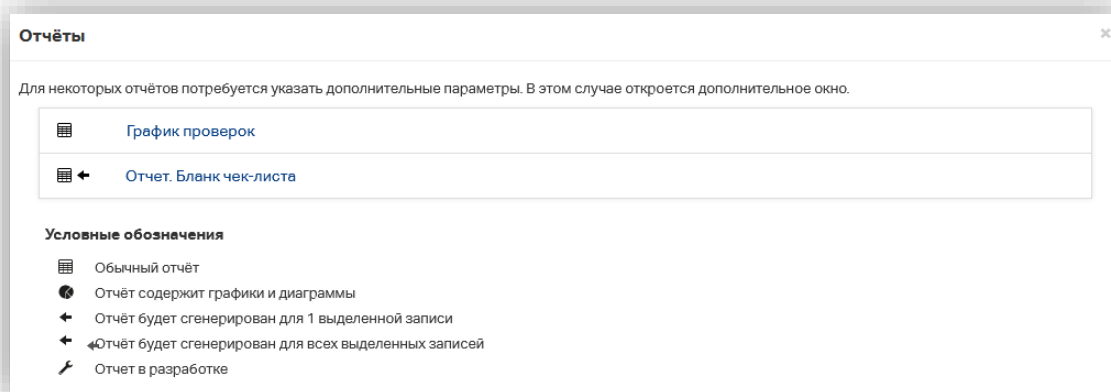 Отчёты
Для некоторых отчётов потребуется указать дополнительные параметры. В этом случае откроется дополнительное окно.
График проверок
Отчет. Бланк чек-листа
Условные обозначения
Обычный отчёт
Отчёт содержит графики и диаграммы
Отчёт будет сгенерирован для 1 выделенной записи
Отчёт будет сгенерирован для всех выделенных записей
Отчет в разработке